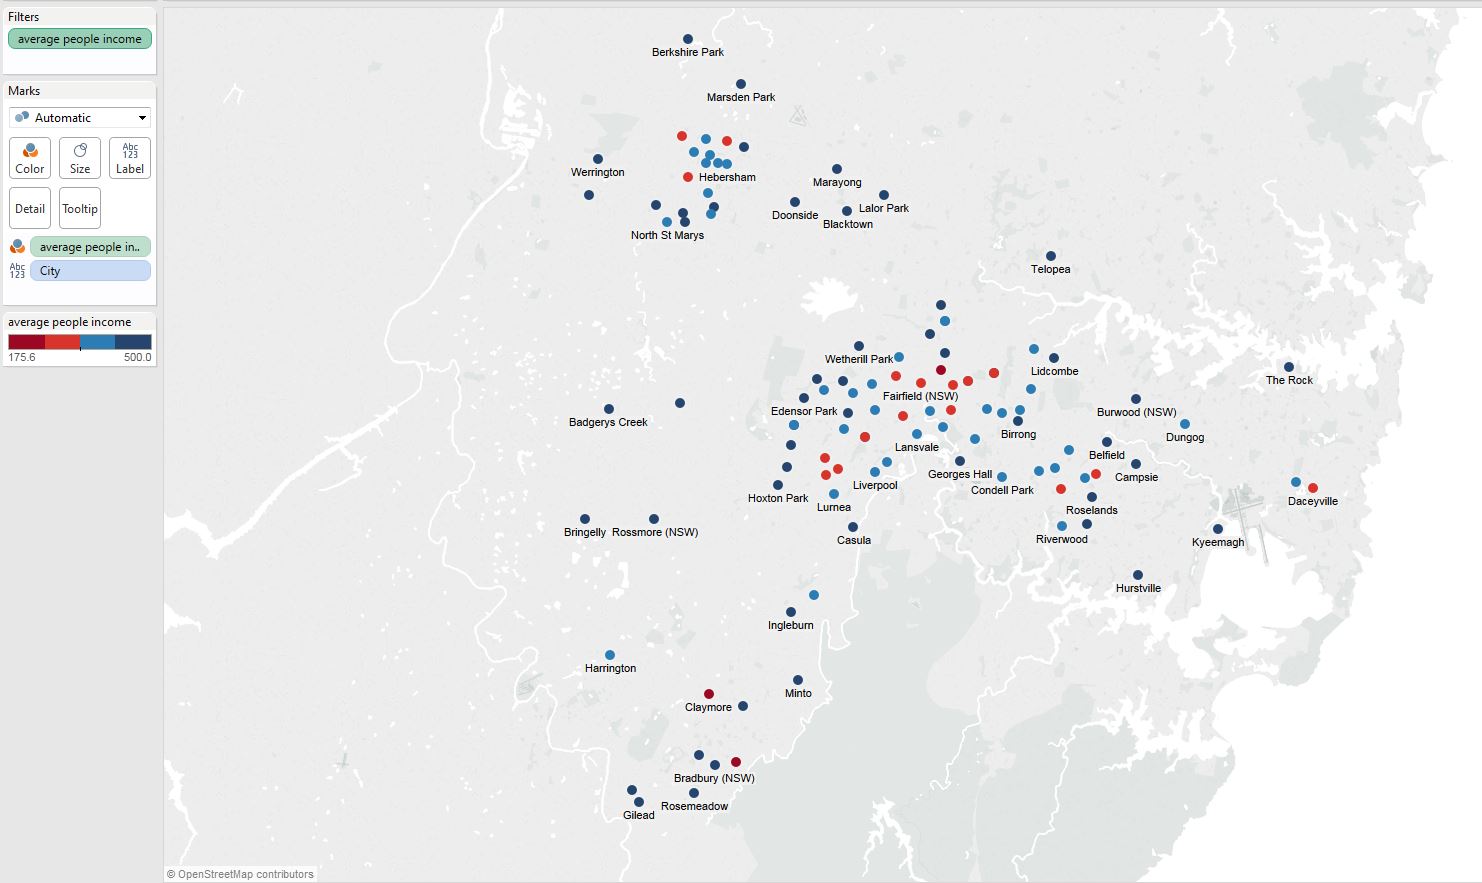 Filters
average people income
Marks
Automatic
Color
Size
Abc
123
Label
Detail
Tooltip
average people in..
Abc
123
City
average people income
175.6
500.0
Berkshire Park
Marsden Park
Werrington
Hebersham
Marayong
Doonside
Lalor Park
Blacktown
North St Marys
Telopea
Wetherill Park
Lidcombe
The Rock
Fairfield (NSW)
Edensor Park
Burwood (NSW)
Badgerys Creek
Birrong
Dungog
Lansvale
Belfield
Georges Hall
Campsie
Liverpool
Condell Park
Hoxton Park
Daceyville
Lurnea
Roselands
Bringelly
Rossmore (NSW)
Casula
Riverwood
Kyeemagh
Hurstville
Ingleburn
Harrington
Minto
Claymore
Bradbury (NSW)
Rosemeadow
Gilead
© OpenStreetMap contributors